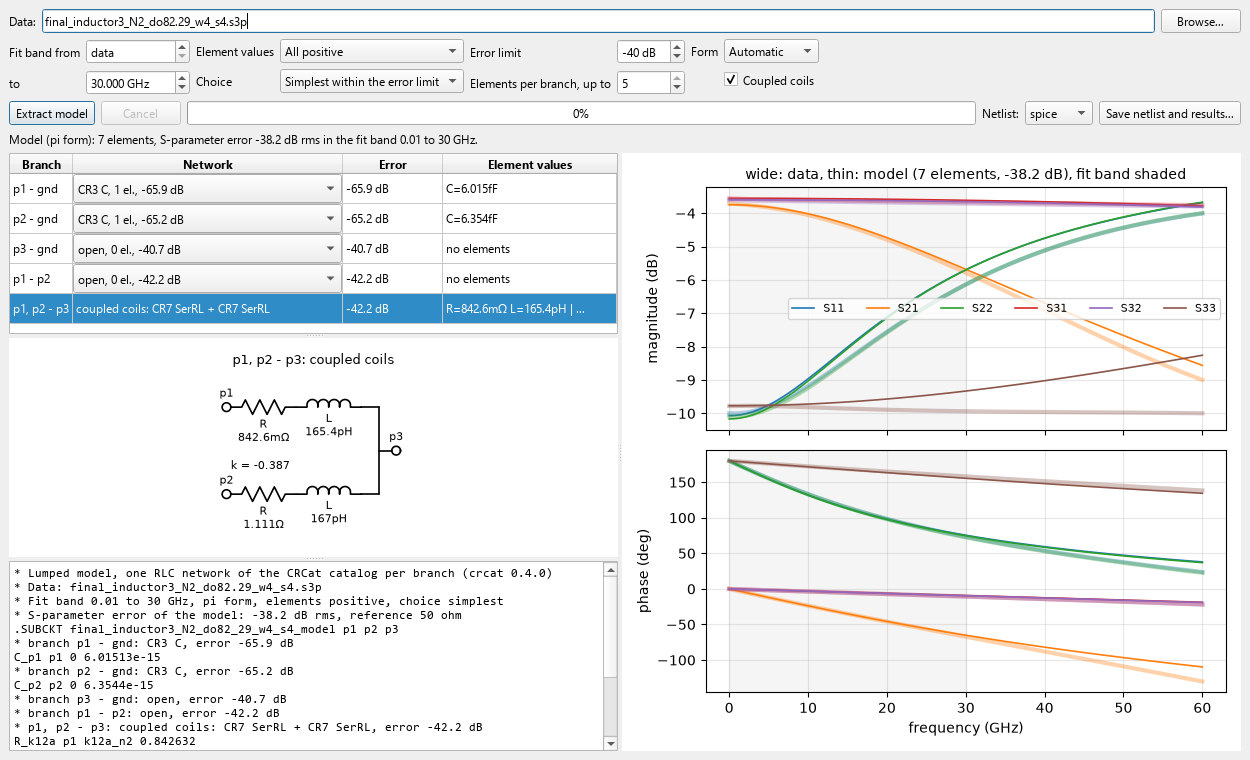 Data: final_inductor3_N2_do82.29_w4_s4.s3p Browse...
Fit band from data Element values All positive Error limit -40 dB Form Automatic
to 30.000 GHz Choice Simplest within the error limit Elements per branch, up to 5 Coupled coils
Extract model Cancel 0% Netlist: spice Save netlist and results...
Model (pi form): 7 elements, S-parameter error -38.2 dB rms in the fit band 0.01 to 30 GHz.
Branch Network Error Element values
p1 - gnd CR3 C, 1 el., -65.9 dB -65.9 dB C=6.015fF
p2 - gnd CR3 C, 1 el., -65.2 dB -65.2 dB C=6.354fF
p3 - gnd open, 0 el., -40.7 dB -40.7 dB no elements
p1 - p2 open, 0 el., -42.2 dB -42.2 dB no elements
p1, p2 - p3 coupled coils: CR7 SerRL + CR7 SerRL -42.2 dB R=842.6mΩ L=165.4pH | ...
p1, p2 - p3: coupled coils
p1
R
842.6mΩ
L
165.4pH
p3
k = -0.387
p2
R
1.111Ω
L
167pH
* Lumped model, one RLC network of the CRCat catalog per branch (crcat 0.4.0)
* Data: final_inductor3_N2_do82.29_w4_s4.s3p
* Fit band 0.01 to 30 GHz, pi form, elements positive, choice simplest
* S-parameter error of the model: -38.2 dB rms, reference 50 ohm
.SUBCKT final_inductor3_N2_do82_29_w4_s4_model p1 p2 p3
* branch p1 - gnd: CR3 C, error -65.9 dB
C_p1 p1 0 6.01513e-15
* branch p2 - gnd: CR3 C, error -65.2 dB
C_p2 p2 0 6.3544e-15
* branch p3 - gnd: open, error -40.7 dB
* branch p1 - p2: open, error -42.2 dB
* p1, p2 - p3: coupled coils: CR7 SerRL + CR7 SerRL, error -42.2 dB
R_k12a p1 k12a_n2 0.842632
wide: data, thin: model (7 elements, -38.2 dB), fit band shaded
magnitude (dB)
−4
−5
−6
−7
−8
−9
−10
S11 S21 S22 S31 S32 S33
phase (deg)
150
100
50
0
−50
−100
0 10 20 30 40 50 60
frequency (GHz)